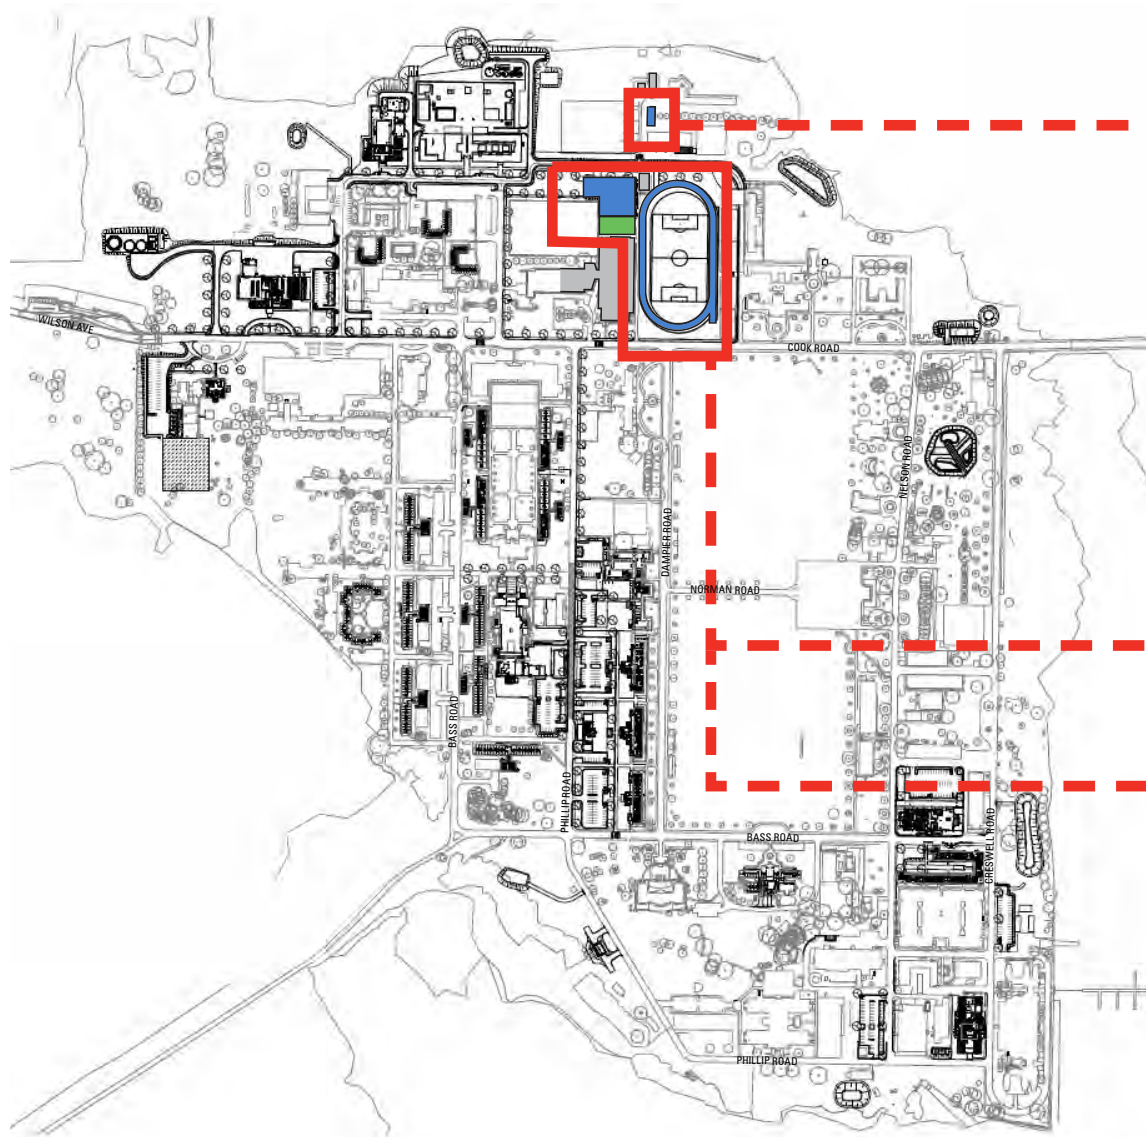 WILSON AVE
COOK ROAD
NELSON ROAD
DAMPIER ROAD
NORMAN ROAD
BASS ROAD
PHILLIP ROAD
BASS ROAD
CRESWELL ROAD
PHILLIP ROAD